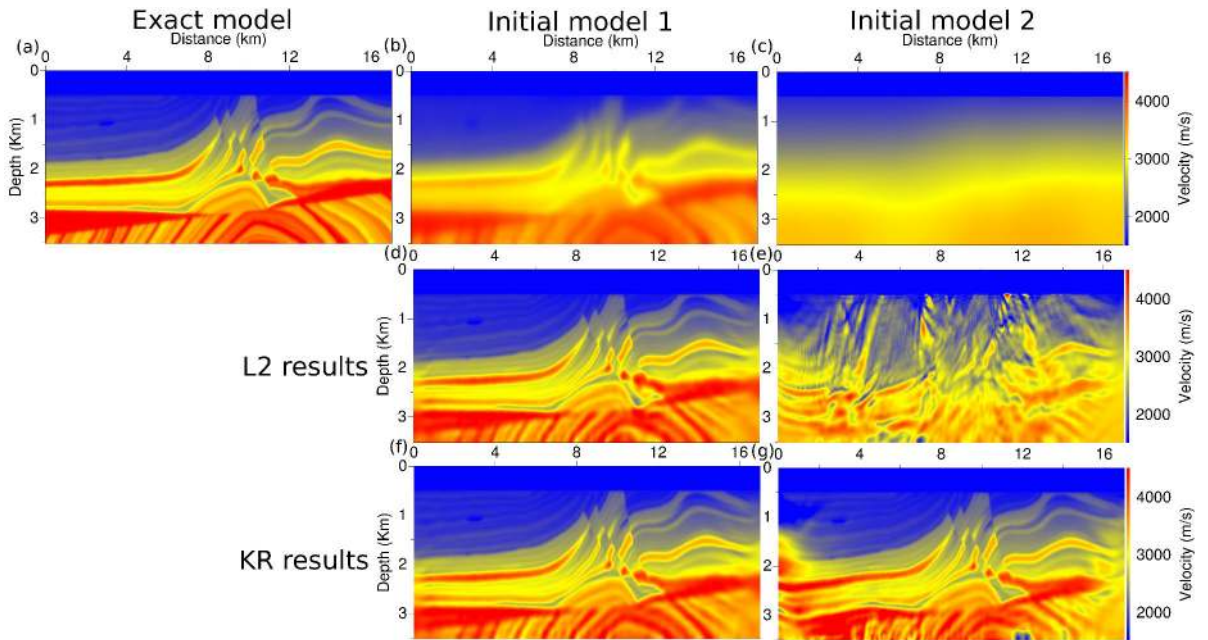 Exact model Initial model 1 Initial model 2
Distance (km) Distance (km) Distance (km)
(a) 0 4 8 12 16 (b) 0 4 8 12 16 (c) 0 4 8 12 16
Depth (Km) 0 1 2 3
0 1 2 3
0 1 2 3
4000 3000 2000 Velocity (m/s)
(d) 0 4 8 12 16 (e) 0 4 8 12 16
L2 results
Depth (Km) 0 1 2 3
0 1 2 3
4000 3000 2000 Velocity (m/s)
(f) 0 4 8 12 16 (g) 0 4 8 12 16
KR results
Depth (Km) 0 1 2 3
0 1 2 3
4000 3000 2000 Velocity (m/s)